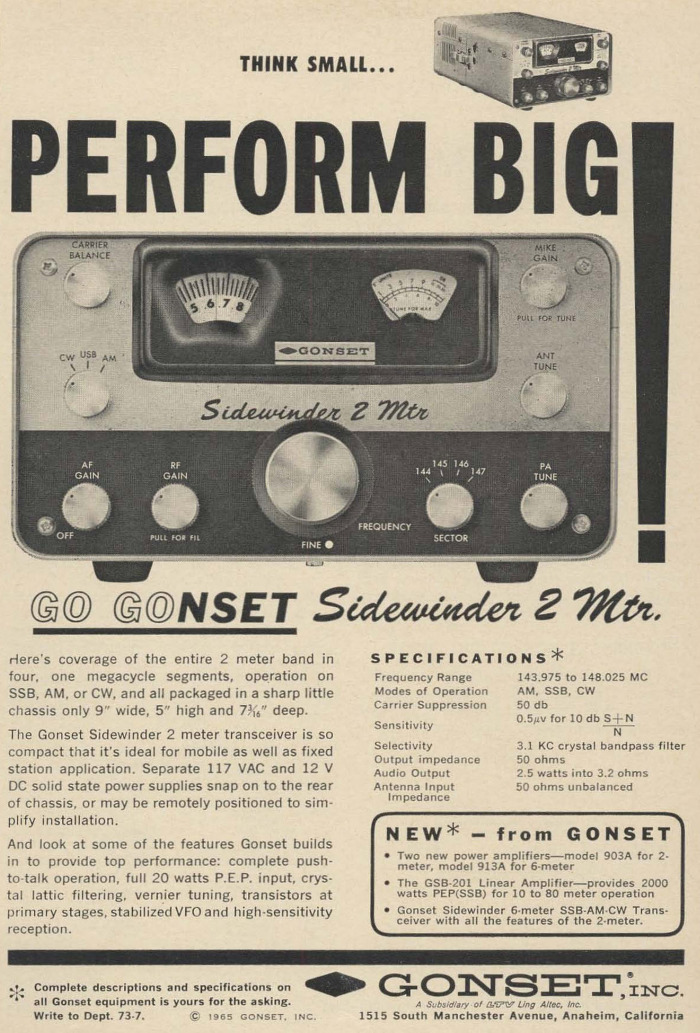 THINK SMALL...
PERFORM BIG!
CARRIER
BALANCE
5 .6 .7 .8
TUNE FOR MAX
GONSET
MIKE
GAIN
PULL FOR TUNE
CW USB AM
ANT
TUNE
Sidewinder 2 Mtr
AF
GAIN
OFF
RF
GAIN
PULL FOR FIL
FINE
FREQUENCY
144 145 146 147
SECTOR
PA
TUNE
GO GONSET Sidewinder 2 Mtr.
Here's coverage of the entire 2 meter band in
four, one megacycle segments, operation on
SSB, AM, or CW, and all packaged in a sharp little
chassis only 9" wide, 5" high and 7 3/16" deep.
The Gonset Sidewinder 2 meter transceiver is so
compact that it's ideal for mobile as well as fixed
station application. Separate 117 VAC and 12 V
DC solid state power supplies snap on to the rear
of chassis, or may be remotely positioned to sim-
plify installation.
And look at some of the features Gonset builds
in to provide top performance: complete push-
to-talk operation, full 20 watts P.E.P. input, crys-
tal lattic filtering, vernier tuning, transistors at
primary stages, stabilized VFO and high-sensitivity
reception.
SPECIFICATIONS*
Frequency Range 143.975 to 148.025 MC
Modes of Operation AM, SSB, CW
Carrier Suppression 50 db
Sensitivity 0.5μv for 10 db S+N/N
Selectivity 3.1 KC crystal bandpass filter
Output impedance 50 ohms
Audio Output 2.5 watts into 3.2 ohms
Antenna Input 50 ohms unbalanced
Impedance
NEW* — from GONSET
• Two new power amplifiers—model 903A for 2-
meter, model 913A for 6-meter
• The GSB-201 Linear Amplifier—provides 2000
watts PEP(SSB) for 10 to 80 meter operation
• Gonset Sidewinder 6-meter SSB-AM-CW Trans-
ceiver with all the features of the 2-meter.
* Complete descriptions and specifications on
all Gonset equipment is yours for the asking.
Write to Dept. 73-7. © 1965 GONSET, INC.
GONSET,® INC.
A Subsidiary of LTV Ling Altec, Inc.
1515 South Manchester Avenue, Anaheim, California